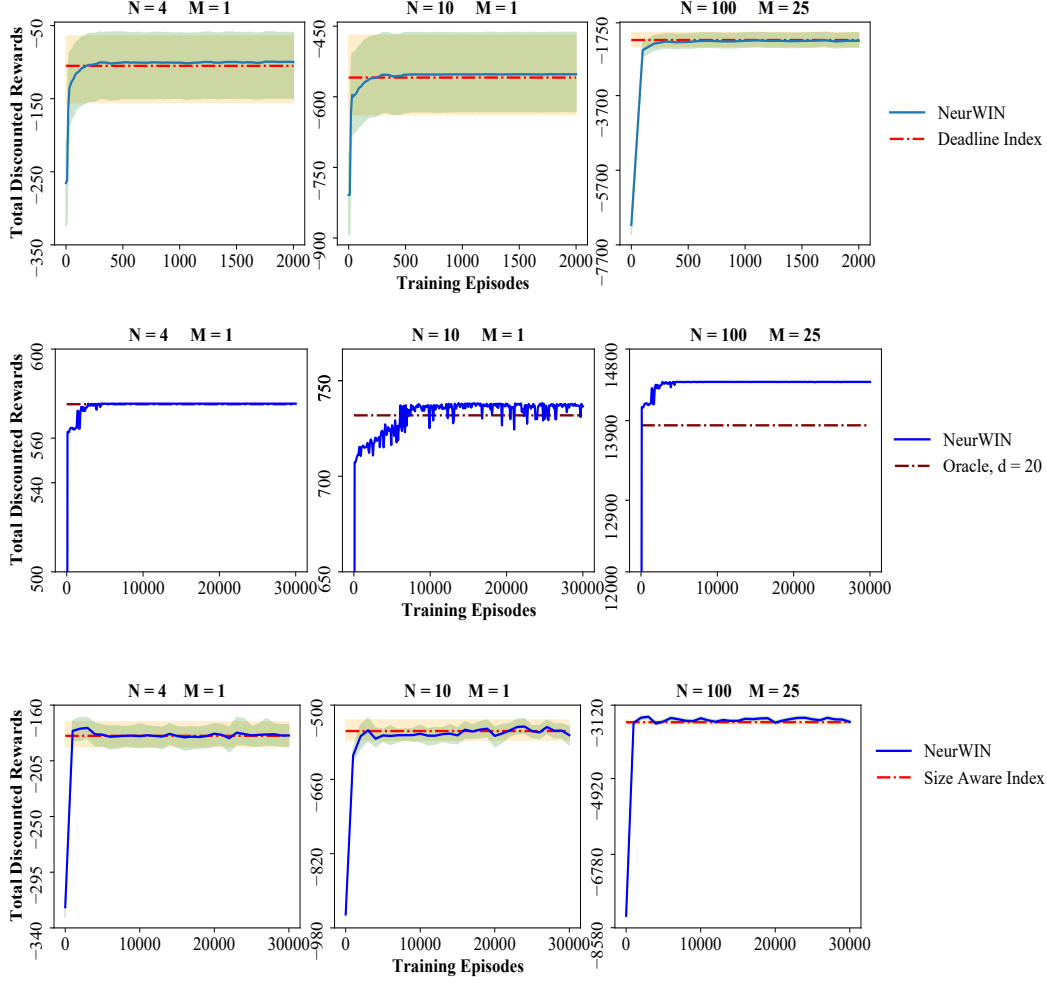 N = 4 M = 1
N = 10 M = 1
N = 100 M = 25
Total Discounted Rewards
−50
−150
−250
−350
0 500 1000 1500 2000
−450
−600
−750
−900
0 500 1000 1500 2000
Training Episodes
−1750
−3700
−5700
−7700
0 500 1000 1500 2000
NeurWIN
Deadline Index
N = 4 M = 1
N = 10 M = 1
N = 100 M = 25
Total Discounted Rewards
600
560
540
500
0 10000 20000 30000
750
700
650
0 10000 20000 30000
Training Episodes
14800
13900
12900
12000
0 10000 20000 30000
NeurWIN
Oracle, d = 20
N = 4 M = 1
N = 10 M = 1
N = 100 M = 25
Total Discounted Rewards
−160
−205
−250
−295
−340
0 10000 20000 30000
−500
−660
−820
−980
0 10000 20000 30000
Training Episodes
−3120
−4920
−6780
−8580
0 10000 20000 30000
NeurWIN
Size Aware Index